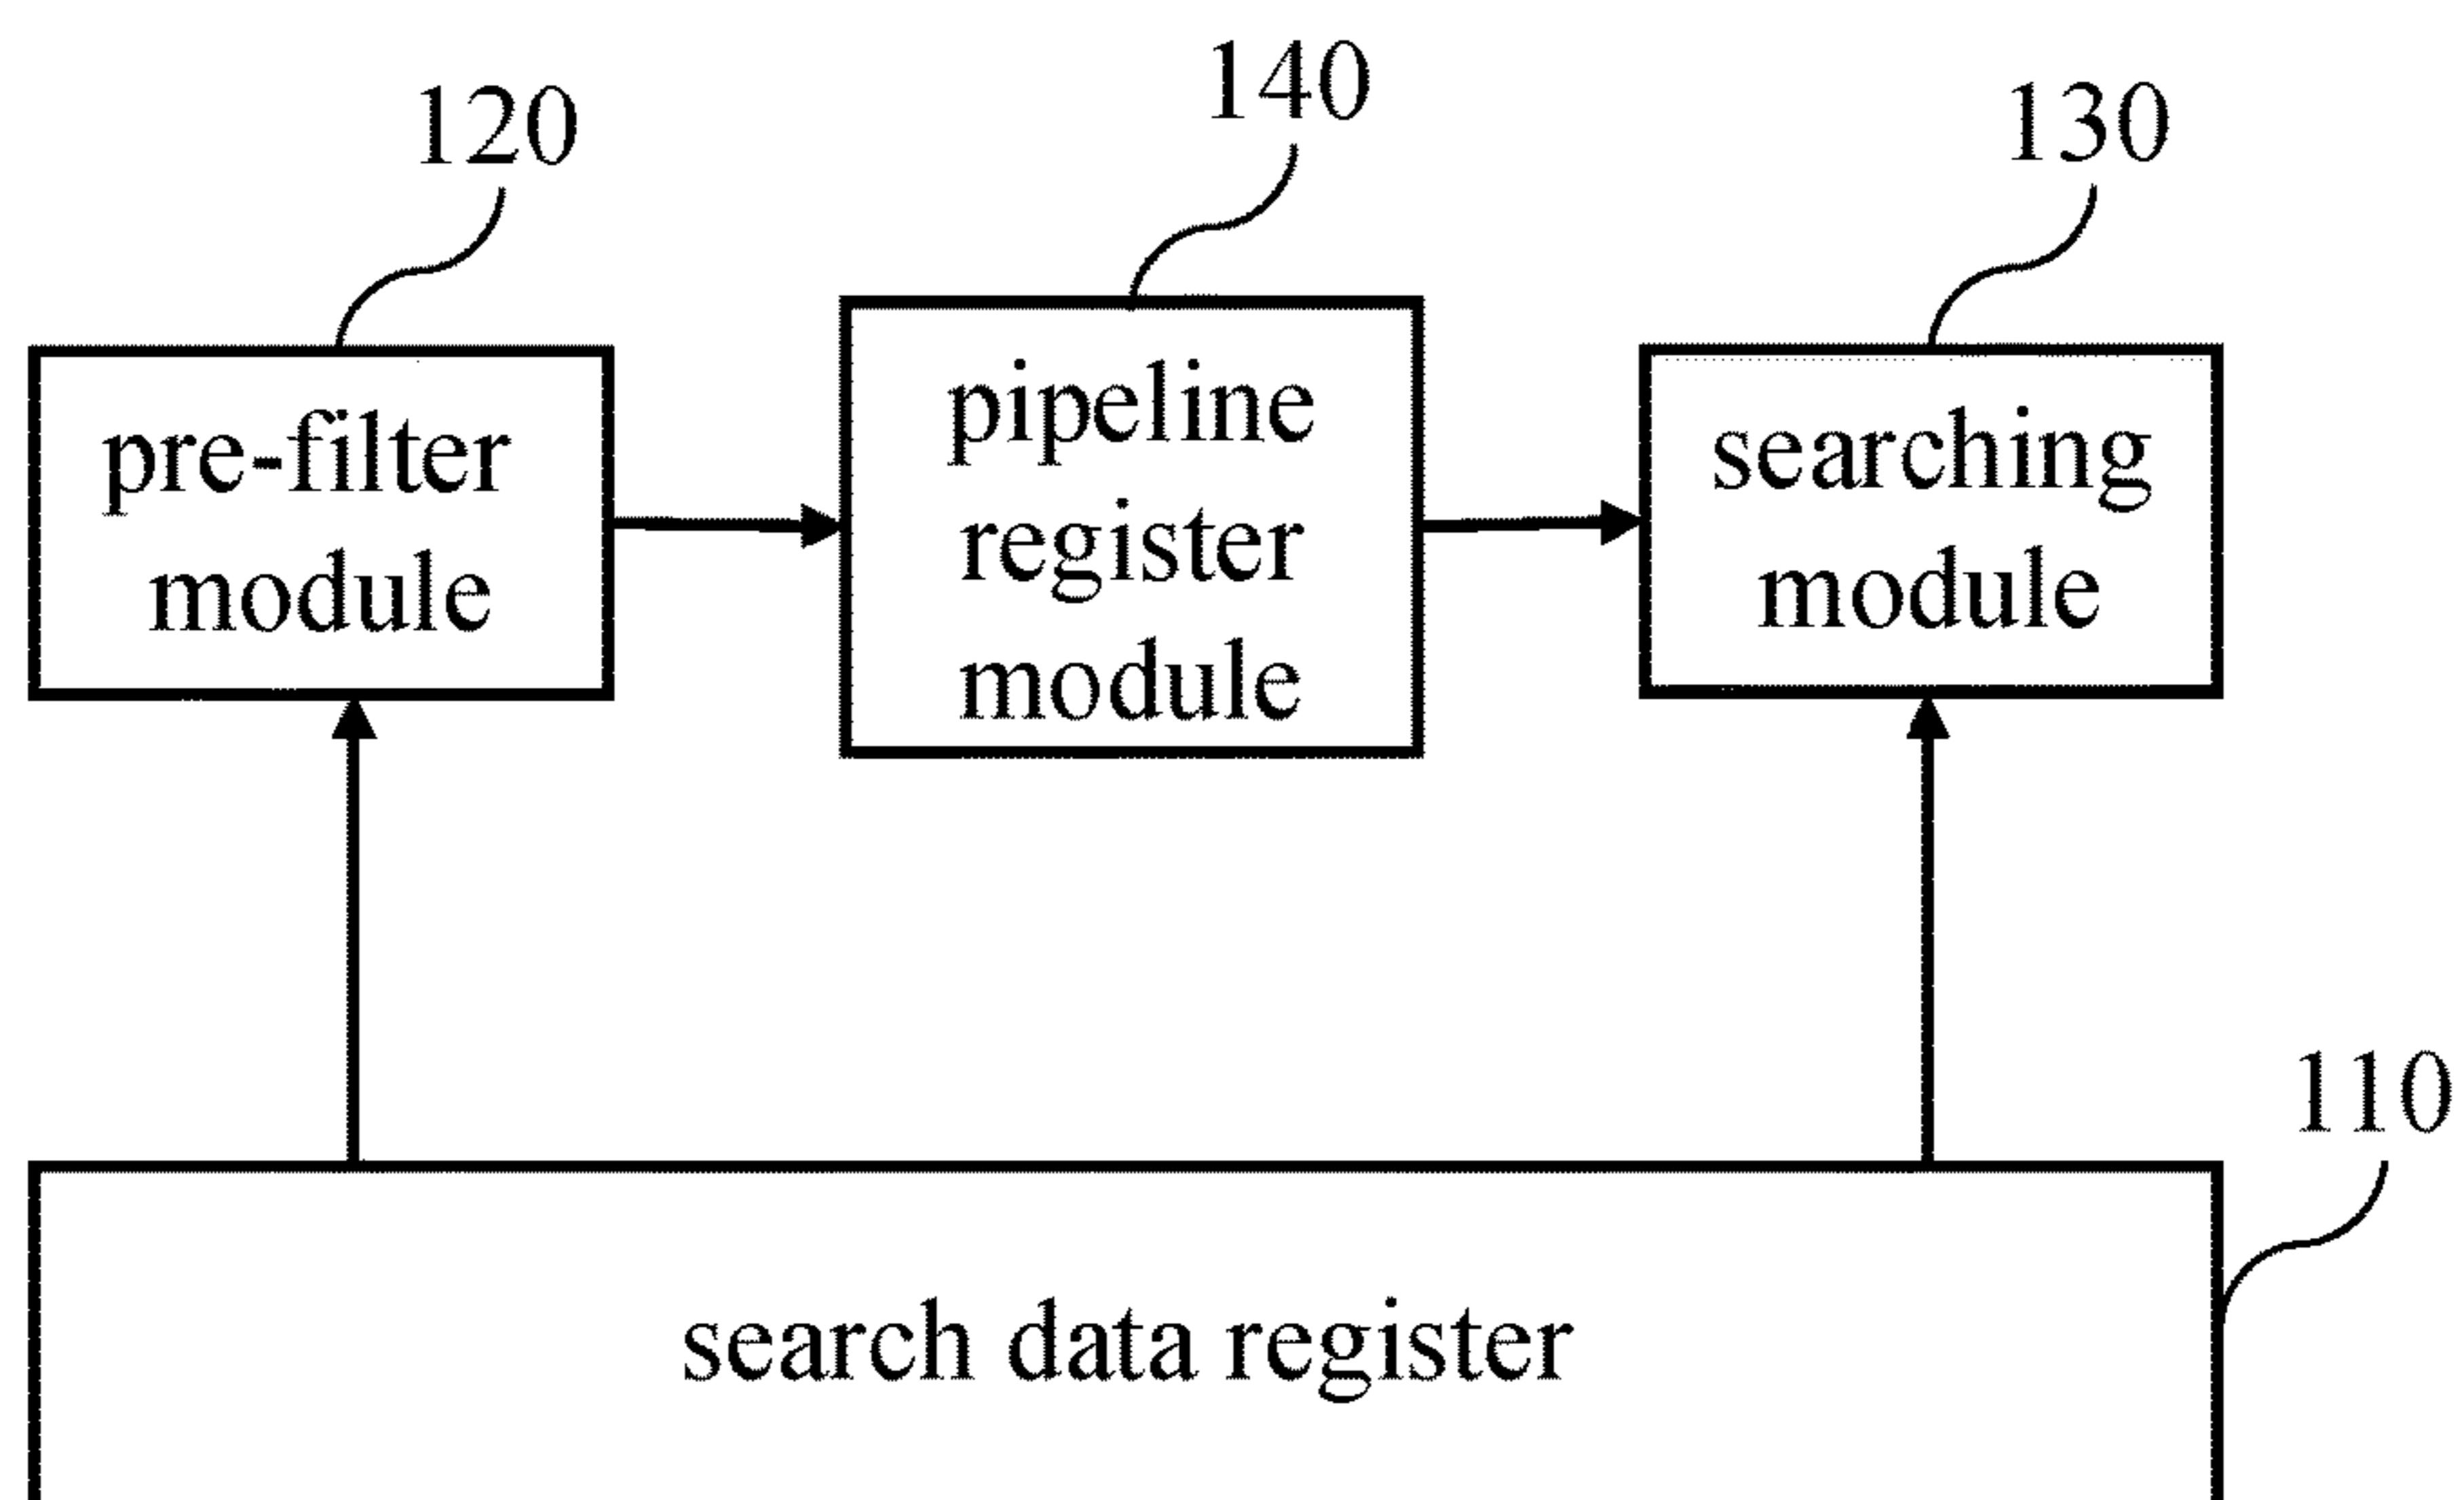 140
120
130
pre-filter
module
pipeline
register
module
searching
module
110
search data register